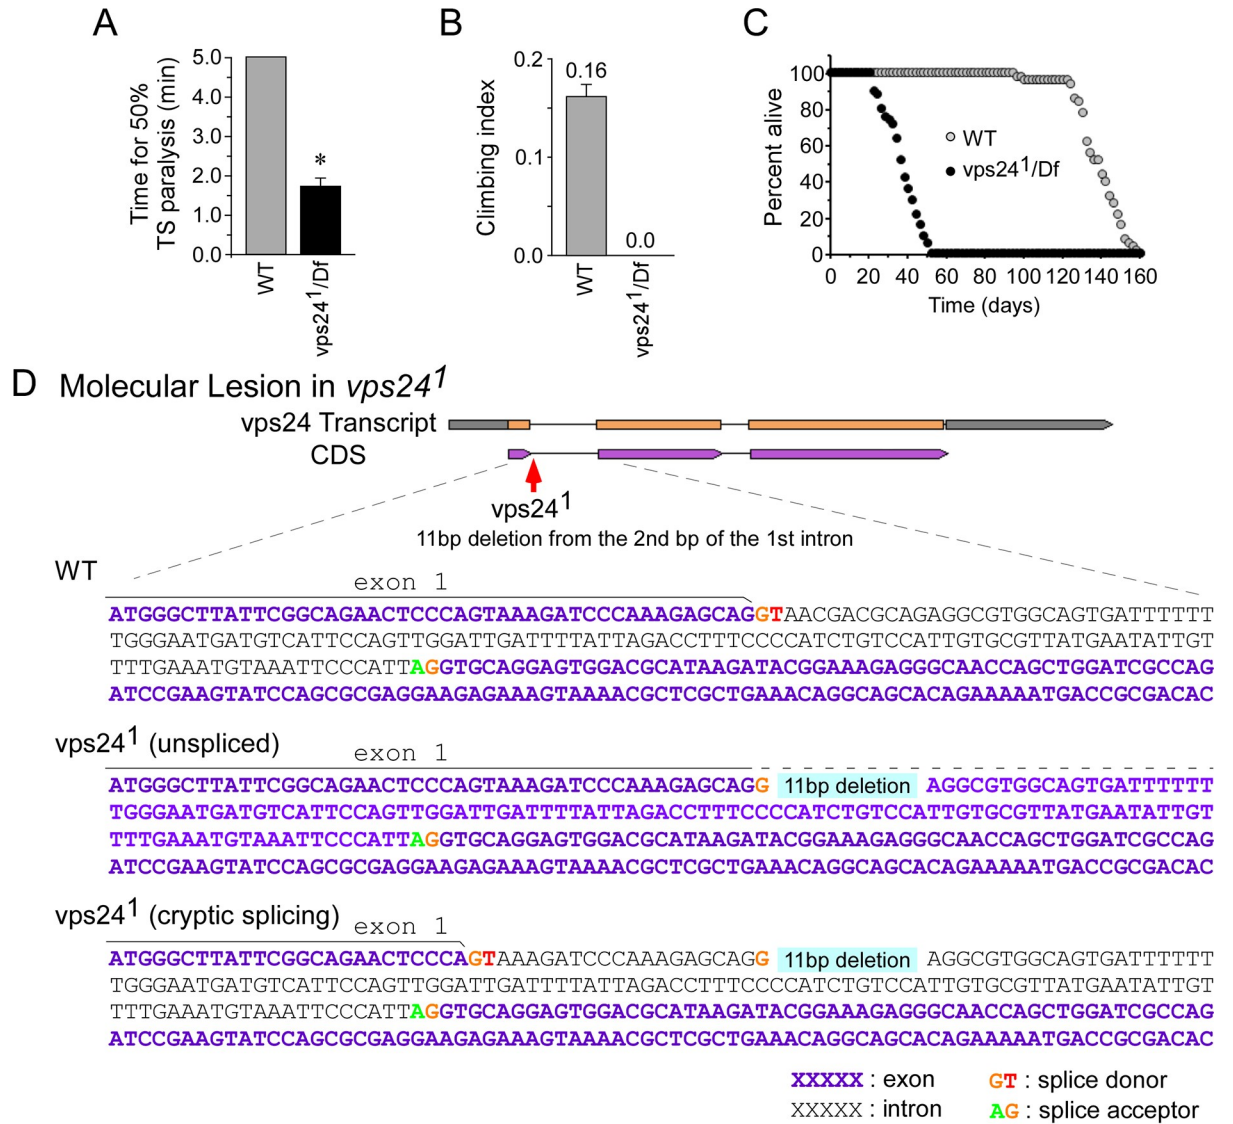 A
Time for 50%
TS paralysis (min)
5.0
4.0
3.0
2.0
1.0
0.0
*
WT
vps24¹/Df
B
Climbing index
0.2
0.1
0.0
0.16
0.0
WT
vps24¹/Df
C
Percent alive
100
80
60
40
20
0
WT
vps24¹/Df
0 20 40 60 80 100 120 140 160
Time (days)
D Molecular Lesion in vps24¹
vps24 Transcript
CDS
vps24¹
11bp deletion from the 2nd bp of the 1st intron
WT
exon 1
ATGGGCTTATTCGGCAGAACTCCCAGTAAAGATCCCAAAGAGCAGGTAACGACGCAGAGGCGTGGCAGTGATTTTTT
TGGGAATGATGTCATTCCAGTTGGATTGATTTTATTAGACCTTTCCCCATCTGTCCATTGTGCGTTATGAATATTGT
TTTGAAATGTAAATTCCCATTAGGTGCAGGAGTGGACGCATAAGATACGGAAAGAGGGCAACCAGCTGGATCGCCAG
ATCCGAAGTATCCAGCGCGAGGAAGAGAAAGTAAAACGCTCGCTGAAACAGGCAGCACAGAAAAATGACCGCGACAC
vps24¹ (unspliced)
exon 1
ATGGGCTTATTCGGCAGAACTCCCAGTAAAGATCCCAAAGAGCAGG 11bp deletion AGGCGTGGCAGTGATTTTTT
TGGGAATGATGTCATTCCAGTTGGATTGATTTTATTAGACCTTTCCCCATCTGTCCATTGTGCGTTATGAATATTGT
TTTGAAATGTAAATTCCCATTAGGTGCAGGAGTGGACGCATAAGATACGGAAAGAGGGCAACCAGCTGGATCGCCAG
ATCCGAAGTATCCAGCGCGAGGAAGAGAAAGTAAAACGCTCGCTGAAACAGGCAGCACAGAAAAATGACCGCGACAC
vps24¹ (cryptic splicing)
exon 1
ATGGGCTTATTCGGCAGAACTCCCAGTAAAGATCCCAAAGAGCAGG 11bp deletion AGGCGTGGCAGTGATTTTTT
TGGGAATGATGTCATTCCAGTTGGATTGATTTTATTAGACCTTTCCCCATCTGTCCATTGTGCGTTATGAATATTGT
TTTGAAATGTAAATTCCCATTAGGTGCAGGAGTGGACGCATAAGATACGGAAAGAGGGCAACCAGCTGGATCGCCAG
ATCCGAAGTATCCAGCGCGAGGAAGAGAAAGTAAAACGCTCGCTGAAACAGGCAGCACAGAAAAATGACCGCGACAC
XXXXX : exon
GT : splice donor
XXXXX : intron
AG : splice acceptor